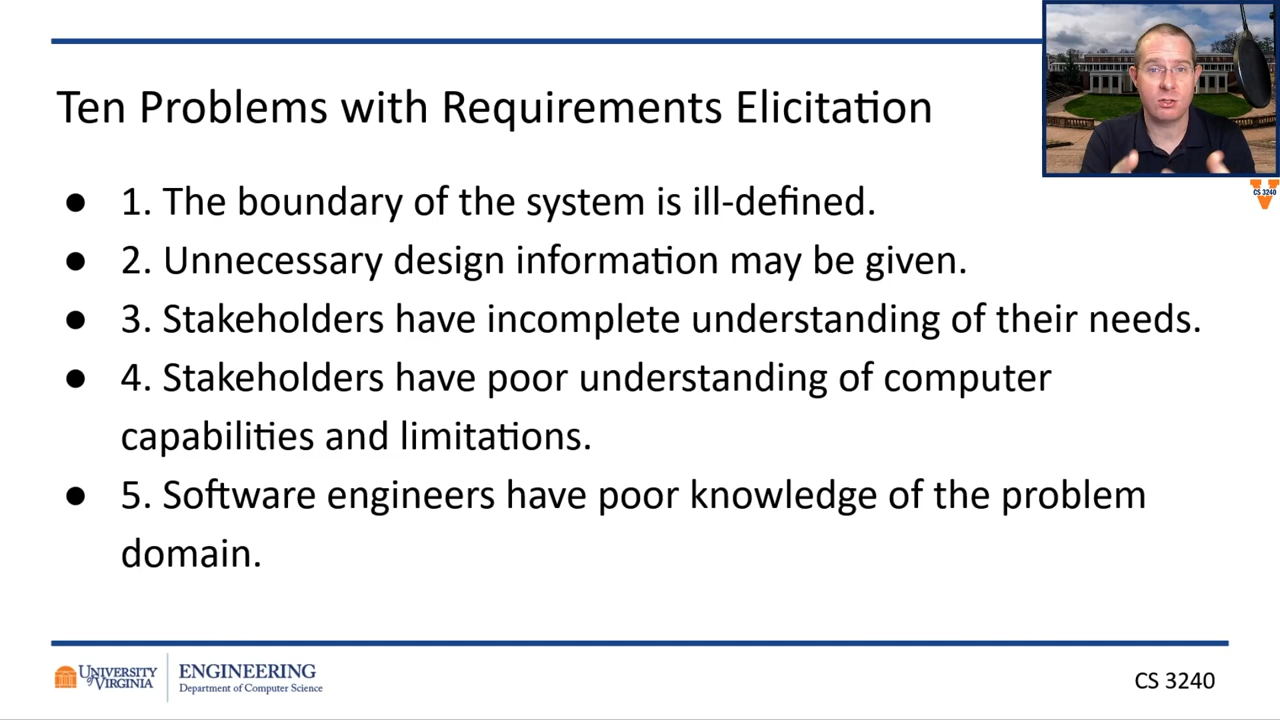 Ten Problems with Requirements Elicitation
● 1. The boundary of the system is ill-defined.
● 2. Unnecessary design information may be given.
● 3. Stakeholders have incomplete understanding of their needs.
● 4. Stakeholders have poor understanding of computer
capabilities and limitations.
● 5. Software engineers have poor knowledge of the problem
domain.
CS 3240
UNIVERSITY
of VIRGINIA
ENGINEERING
Department of Computer Science
CS 3240